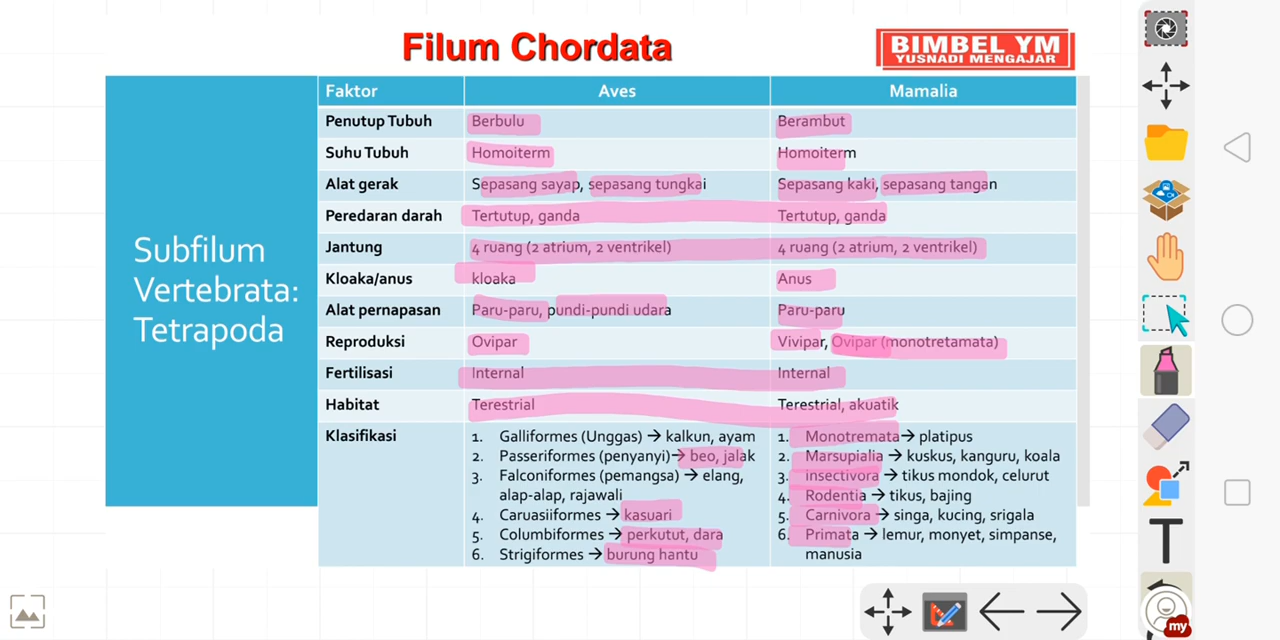 Filum Chordata
BIMBEL YM
YUSNADI MENGAJAR
Subfilum
Vertebrata:
Tetrapoda
Faktor Aves Mamalia
Penutup Tubuh Berbulu Berambut
Suhu Tubuh Homoiterm Homoiterm
Alat gerak Sepasang sayap, sepasang tungkai Sepasang kaki, sepasang tangan
Peredaran darah Tertutup, ganda Tertutup, ganda
Jantung 4 ruang (2 atrium, 2 ventrikel) 4 ruang (2 atrium, 2 ventrikel)
Kloaka/anus kloaka Anus
Alat pernapasan Paru-paru, pundi-pundi udara Paru-paru
Reproduksi Ovipar Vivipar, Ovipar (monotretamata)
Fertilisasi Internal Internal
Habitat Terestrial Terestrial, akuatik
Klasifikasi
1. Galliformes (Unggas) → kalkun, ayam
2. Passeriformes (penyanyi) → beo, jalak
3. Falconiformes (pemangsa) → elang,
alap-alap, rajawali
4. Caruasiiformes → kasuari
5. Columbiformes → perkutut, dara
6. Strigiformes → burung hantu
1. Monotremata → platipus
2. Marsupialia → kuskus, kanguru, koala
3. insectivora → tikus mondok, celurut
4. Rodentia → tikus, bajing
5. Carnivora → singa, kucing, srigala
6. Primata → lemur, monyet, simpanse,
manusia
T
my